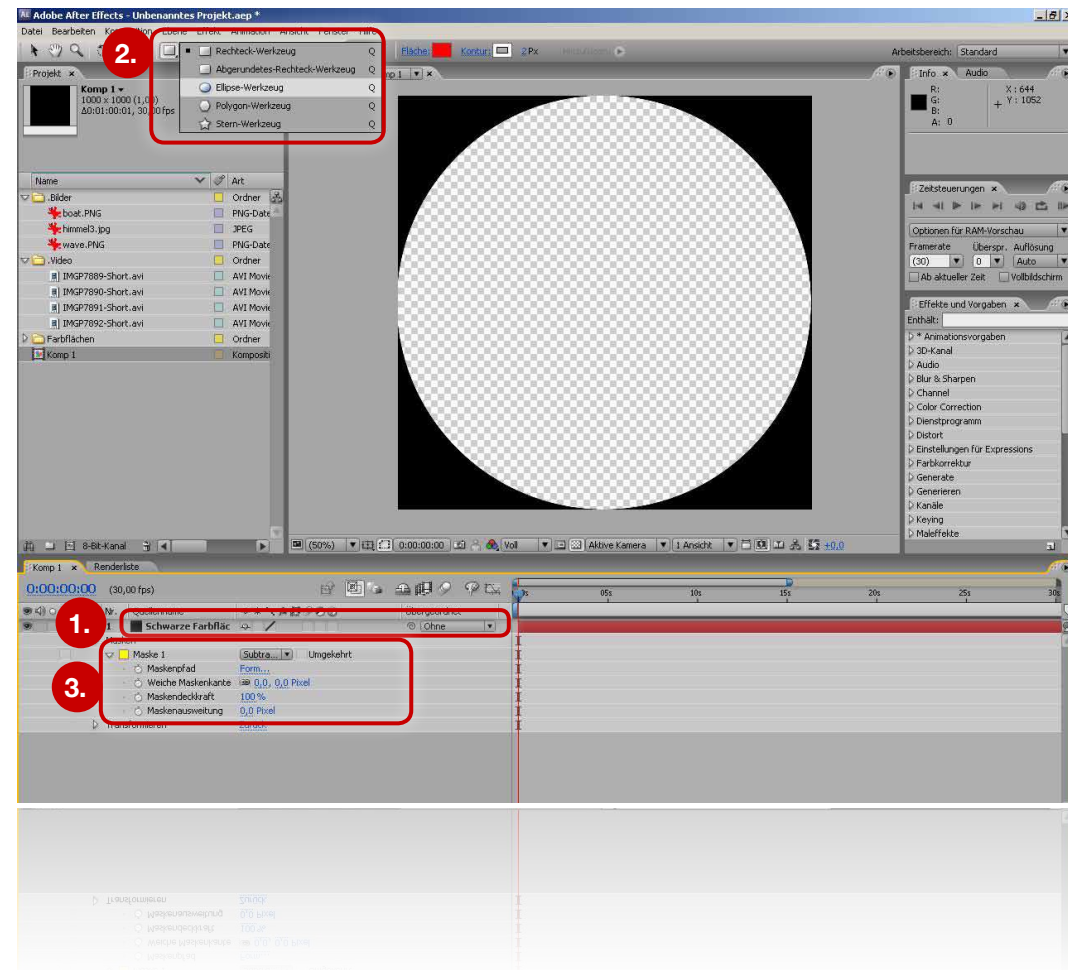 Adobe After Effects - Unbenanntes Projekt.aep *
Datei Bearbeiten
2.
Rechteck-Werkzeug Q
Abgerundetes-Rechteck-Werkzeug Q
Ellipse-Werkzeug Q
Polygon-Werkzeug Q
Stern-Werkzeug Q
Fläche: Kontur: 2 Px
Arbeitsbereich: Standard
Projekt
Komp 1
1000 x 1000 (1,00)
Δ0:01:00:01, 30,00 fps
Name Art
.Bilder Ordner
boat.PNG PNG-Date
himmel3.jpg JPEG
wave.PNG PNG-Date
.Video Ordner
IMGP7889-Short.avi AVI Movie
IMGP7890-Short.avi AVI Movie
IMGP7891-Short.avi AVI Movie
IMGP7892-Short.avi AVI Movie
Farbflächen Ordner
Komp 1 Kompositi
8-Bit-Kanal
(50%) 0:00:00:00 Voll Aktive Kamera 1 Ansicht +0,0
Info Audio
R: X : 644
G: Y : 1052
B:
A: 0
Zeitsteuerungen
Optionen für RAM-Vorschau
Framerate Überspr. Auflösung
(30) 0 Auto
Ab aktueller Zeit Vollbildschirm
Effekte und Vorgaben
Enthält:
* Animationsvorgaben
3D-Kanal
Audio
Blur & Sharpen
Channel
Color Correction
Dienstprogramm
Distort
Einstellungen für Expressions
Farbkorrektur
Generate
Generieren
Kanäle
Keying
Maleffekte
Komp 1 Renderliste
0:00:00:00 (30,00 fps)
05s 10s 15s 20s 25s 30s
Nr.
1.
1 Schwarze Farbfläc Ohne
Maske 1 Subtra... Umgekehrt
Maskenpfad Form...
3.
Weiche Maskenkante 0,0, 0,0 Pixel
Maskendeckkraft 100 %
Maskenausweitung 0,0 Pixel